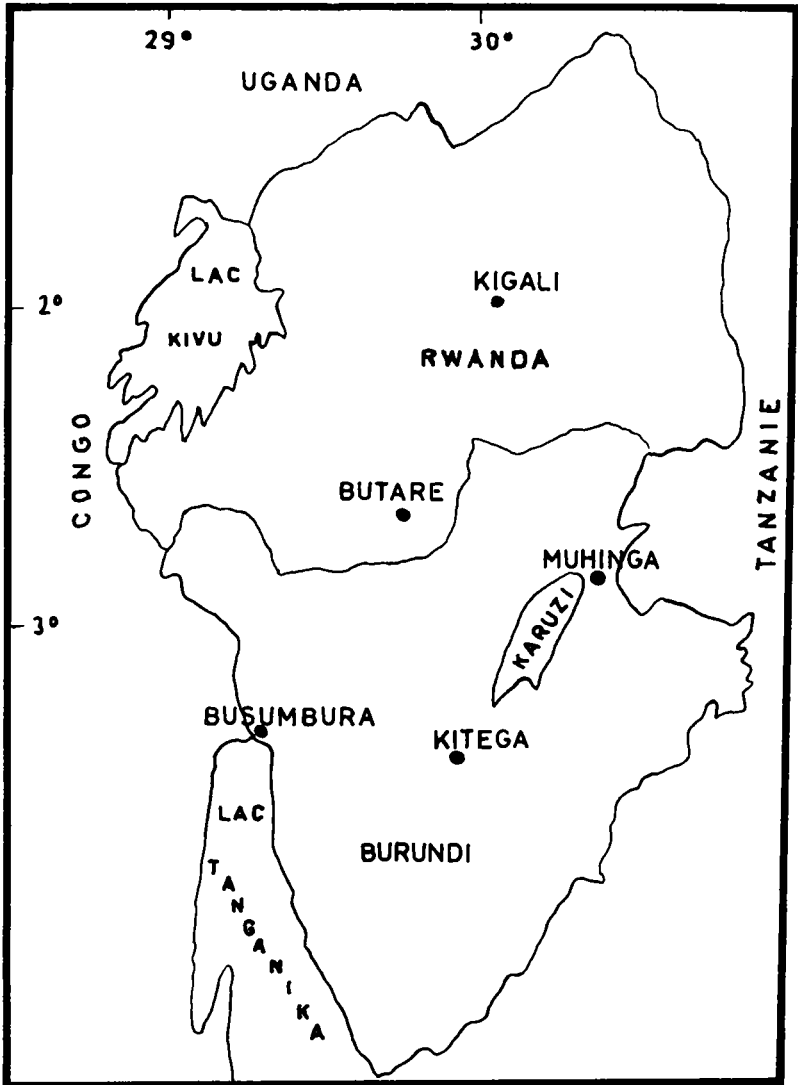 29° 30°
UGANDA
LAC
KIVU
KIGALI
2°
RWANDA
CONGO
TANZANIE
BUTARE
MUHINGA
KARUZI
3°
BUSUMBURA
KITEGA
LAC
TANGANIKA
BURUNDI